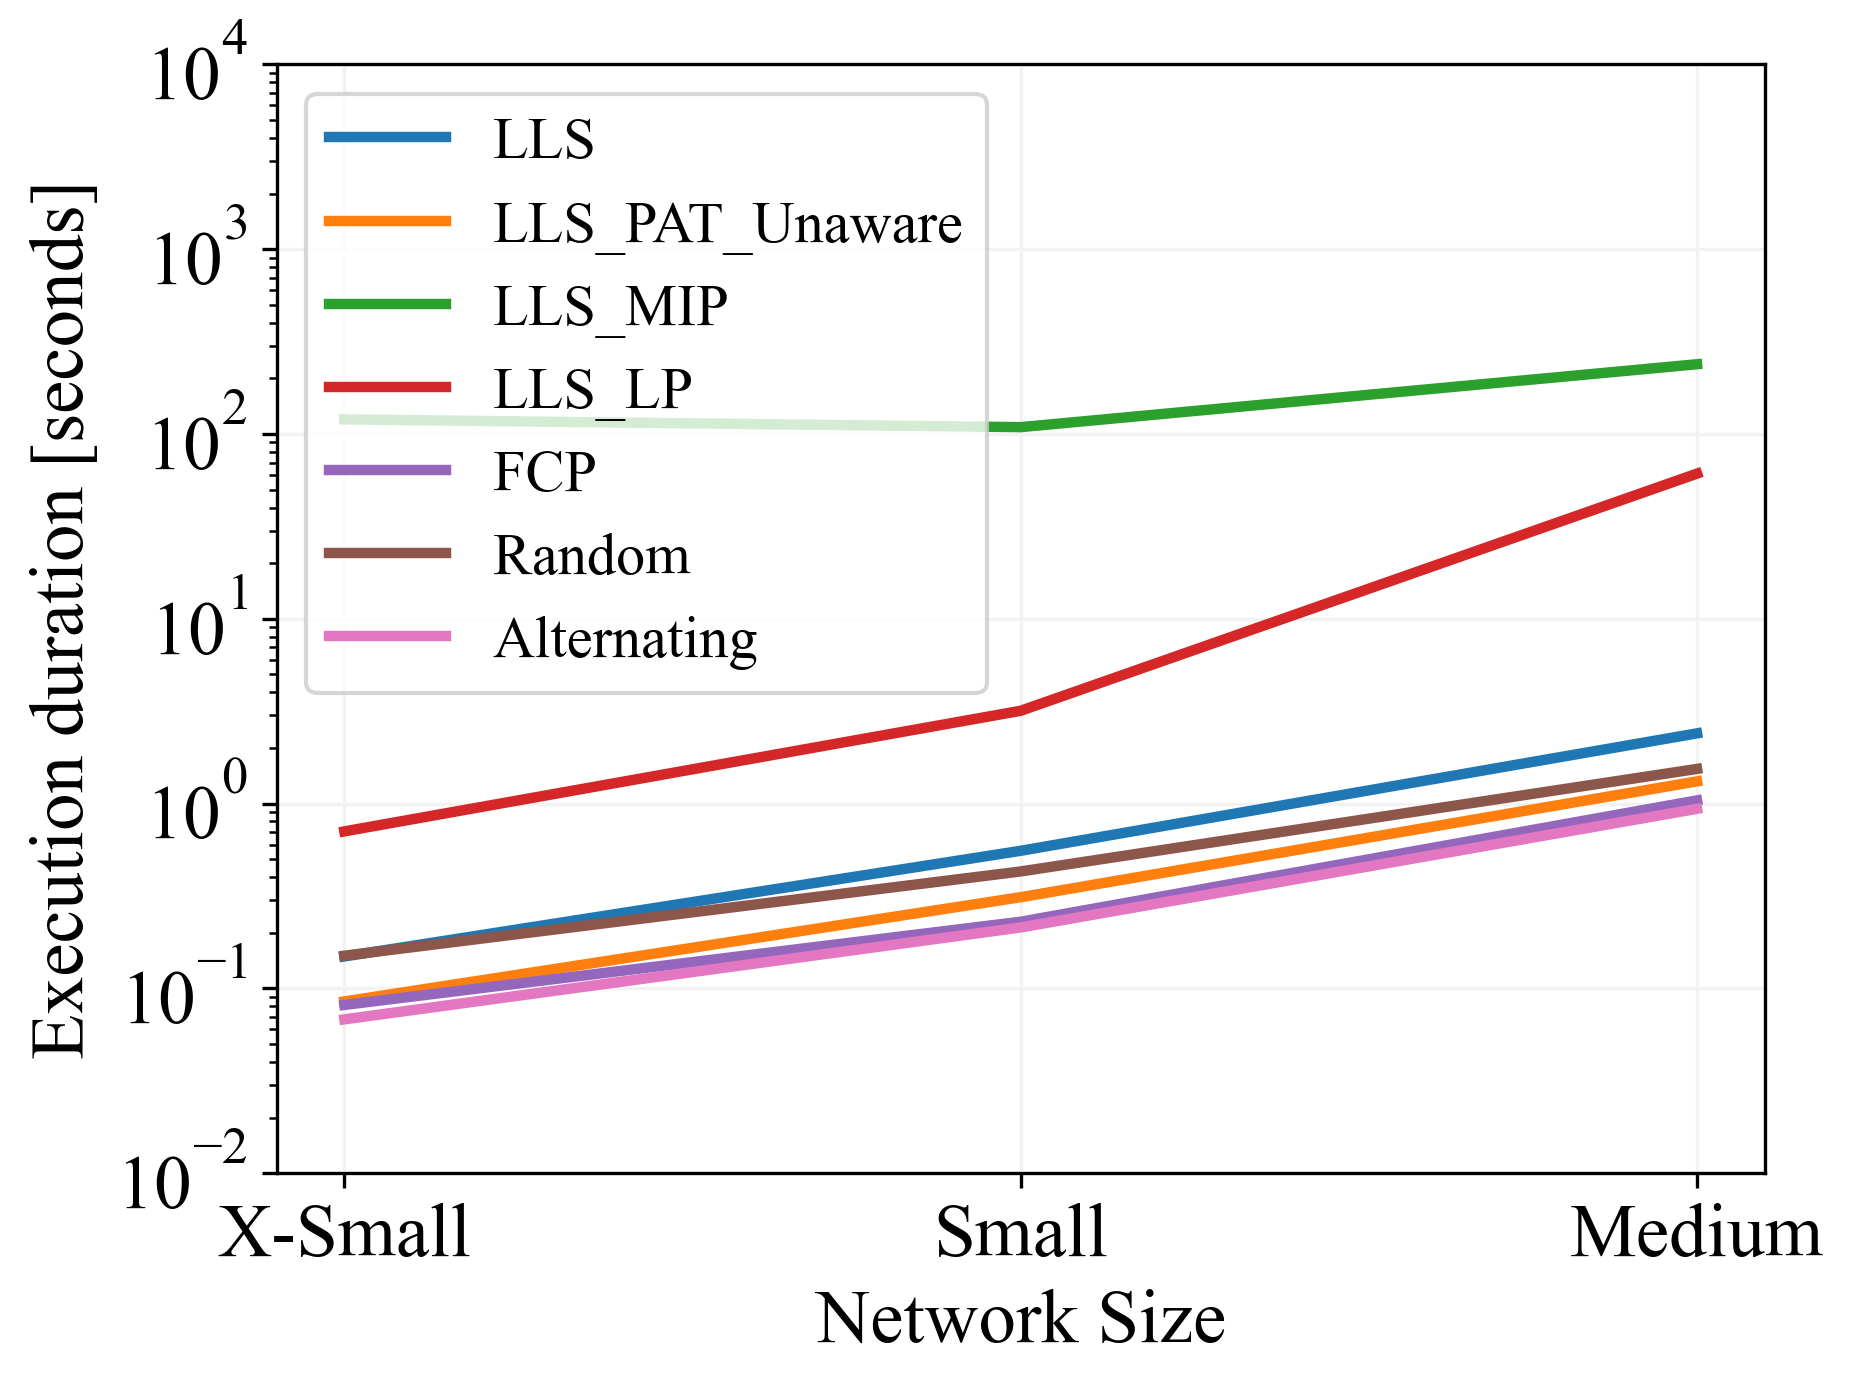 Execution duration [seconds]
10^4
10^3
10^2
10^1
10^0
10^−1
10^−2
LLS
LLS_PAT_Unaware
LLS_MIP
LLS_LP
FCP
Random
Alternating
X-Small Small Medium
Network Size